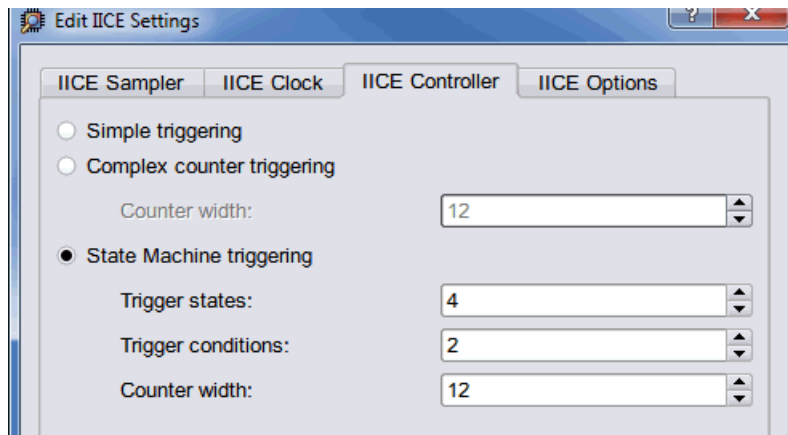 Edit IICE Settings
IICE Sampler IICE Clock IICE Controller IICE Options
Simple triggering
Complex counter triggering
Counter width: 12
State Machine triggering
Trigger states: 4
Trigger conditions: 2
Counter width: 12